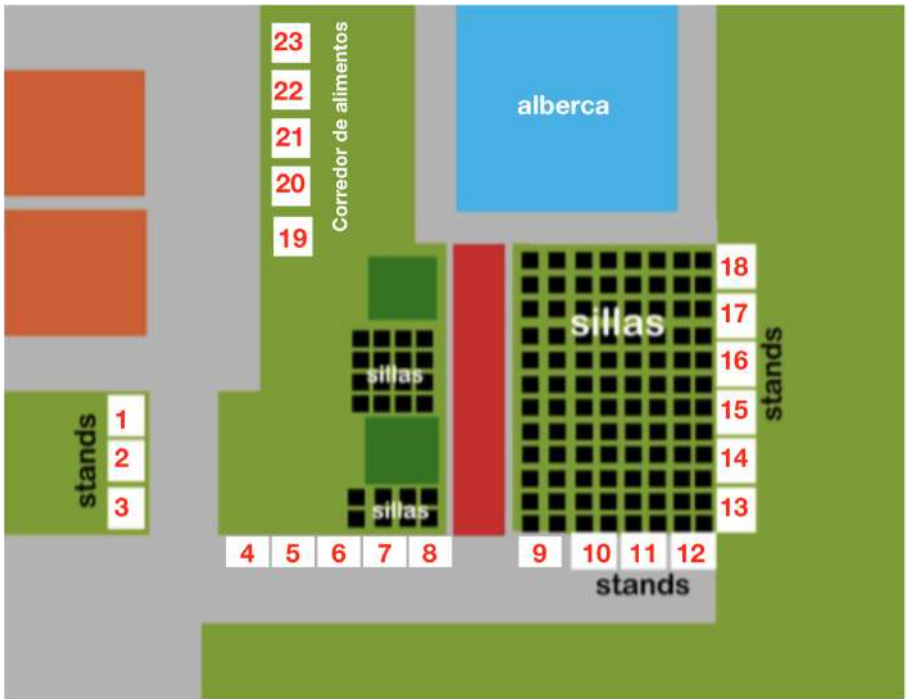 23
22
21
20
19
Corredor de alimentos
alberca
sillas
18
17
16
15
14
13
stands
sillas
sillas
stands
1
2
3
4 5 6 7 8
9 10 11 12
stands